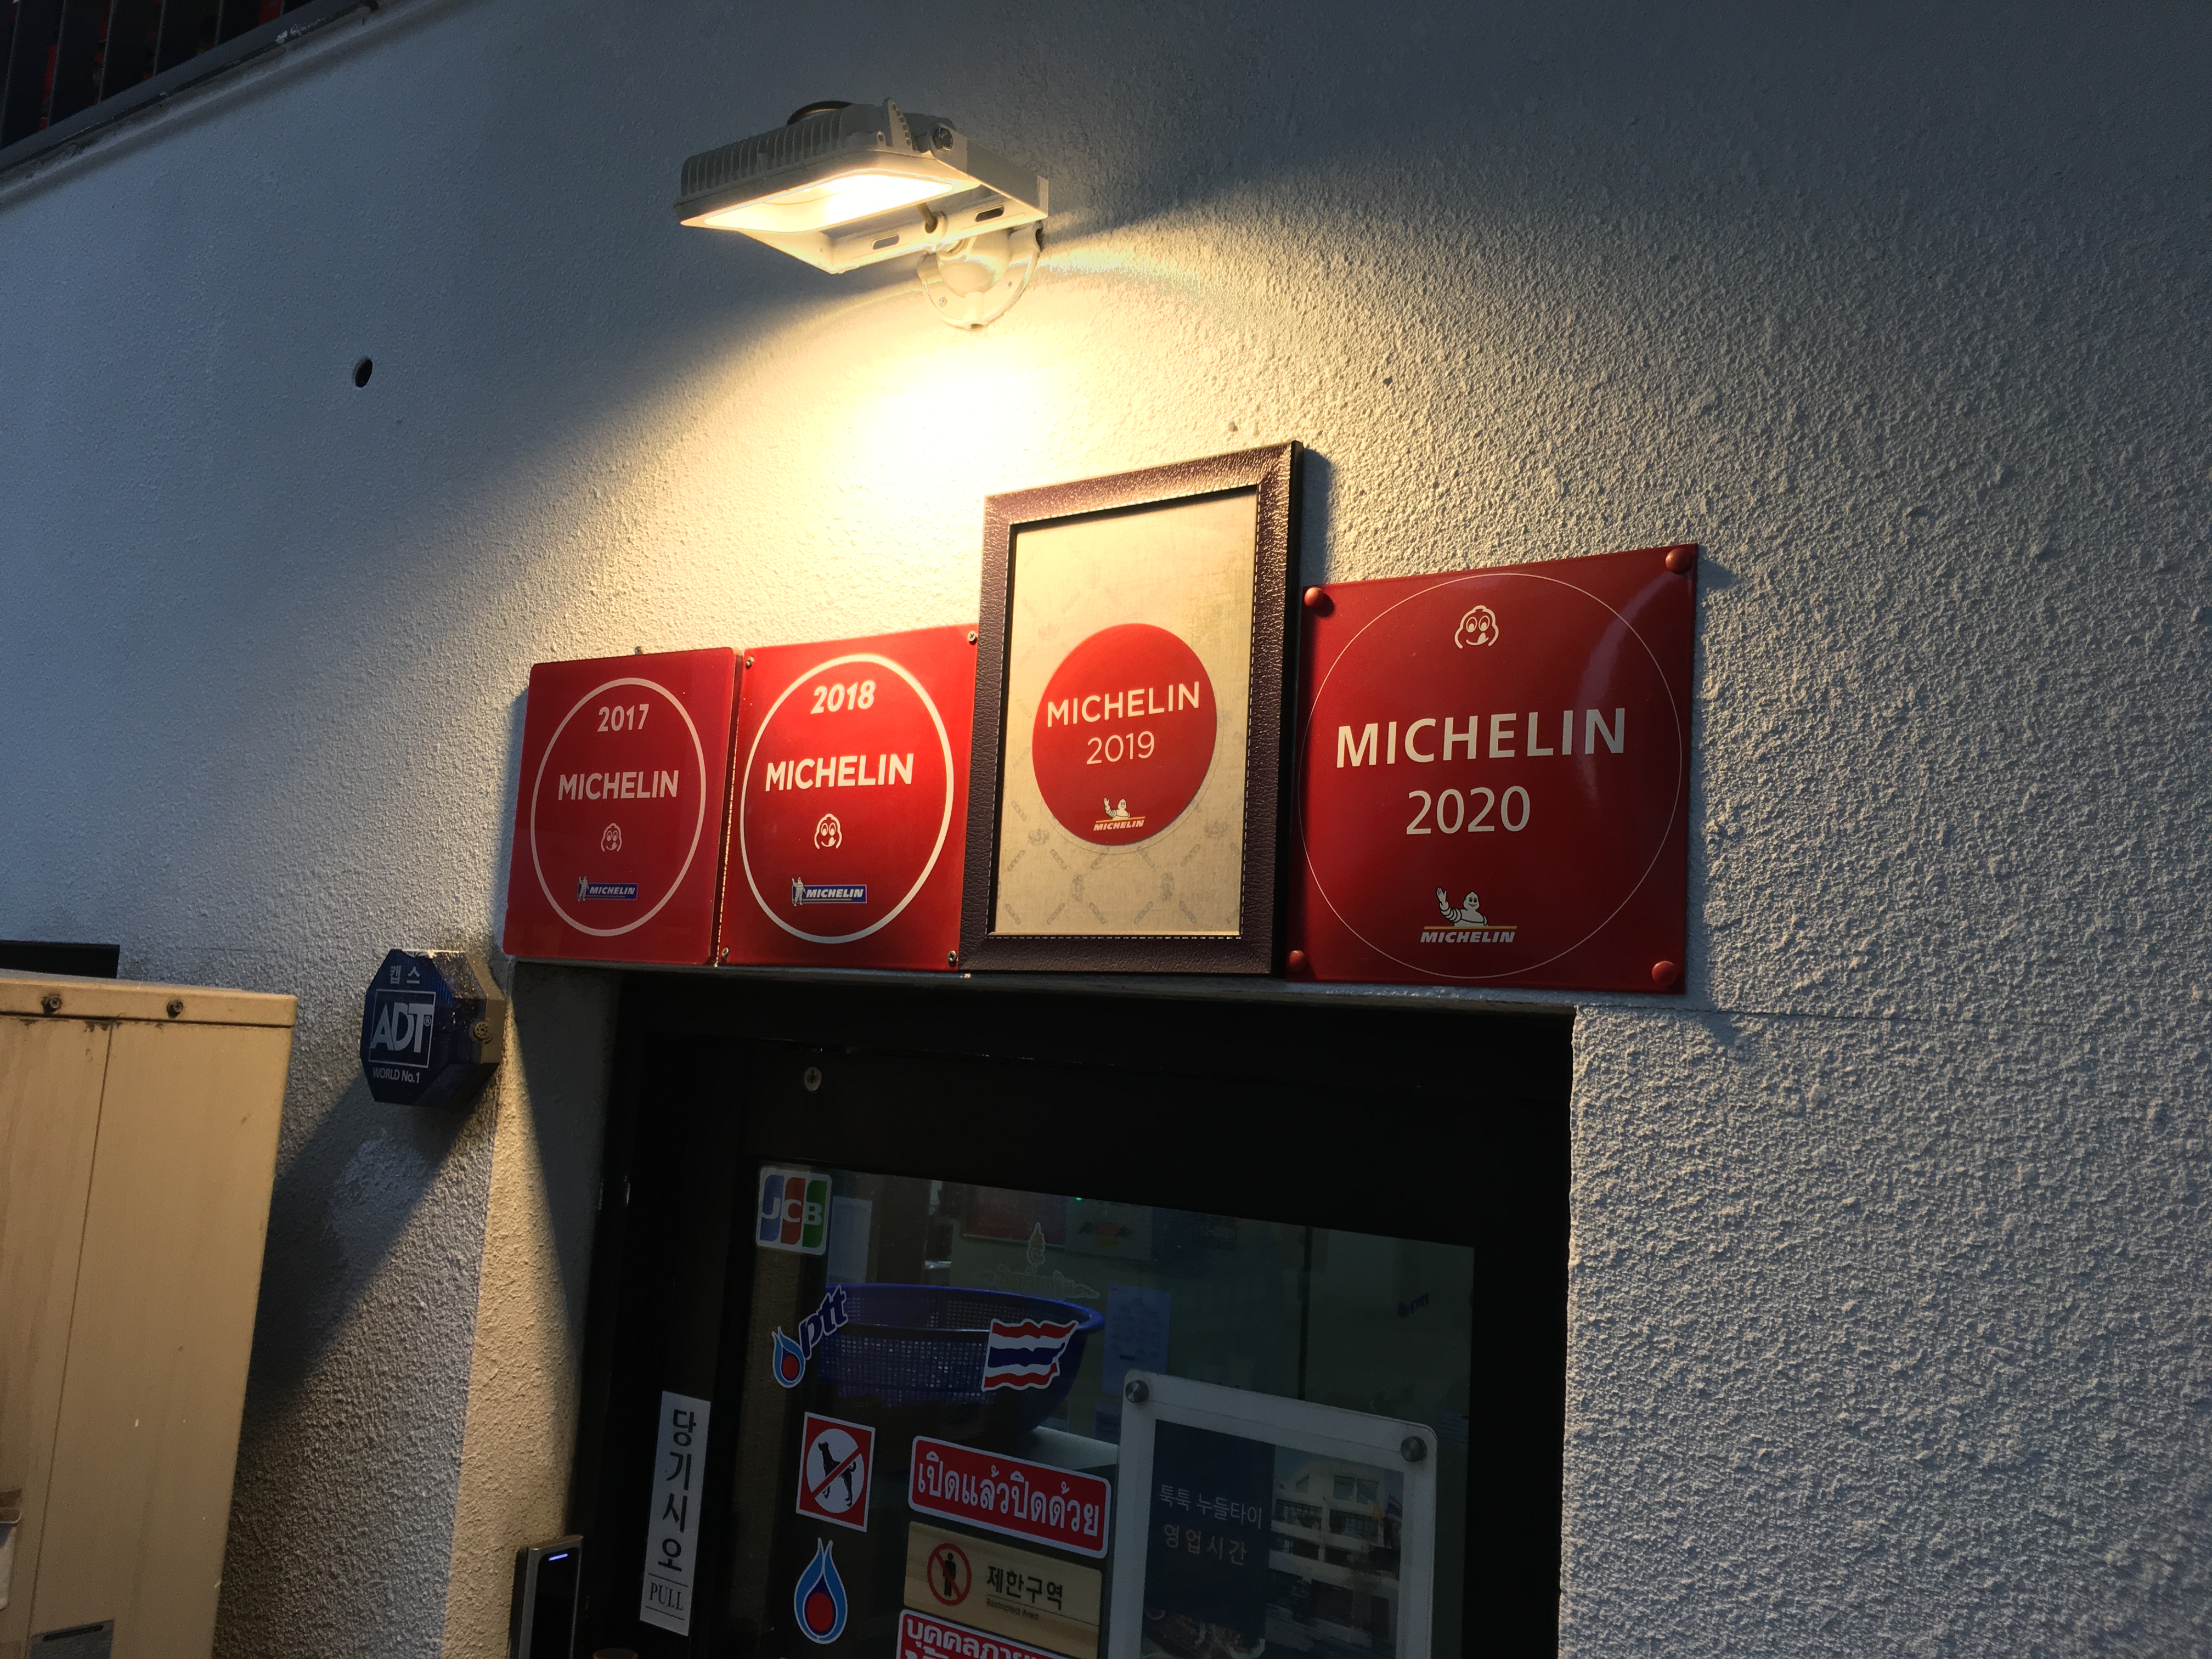 2017
MICHELIN
MICHELIN
2018
MICHELIN
MICHELIN
MICHELIN
2019
MICHELIN
MICHELIN
2020
MICHELIN
캡스
ADT®
WORLD No.1
JCB
ptt
당기시오
PULL
เปิดแล้วปิดด้วย
제한구역
Restricted Area
툭툭 누들타이
영업시간